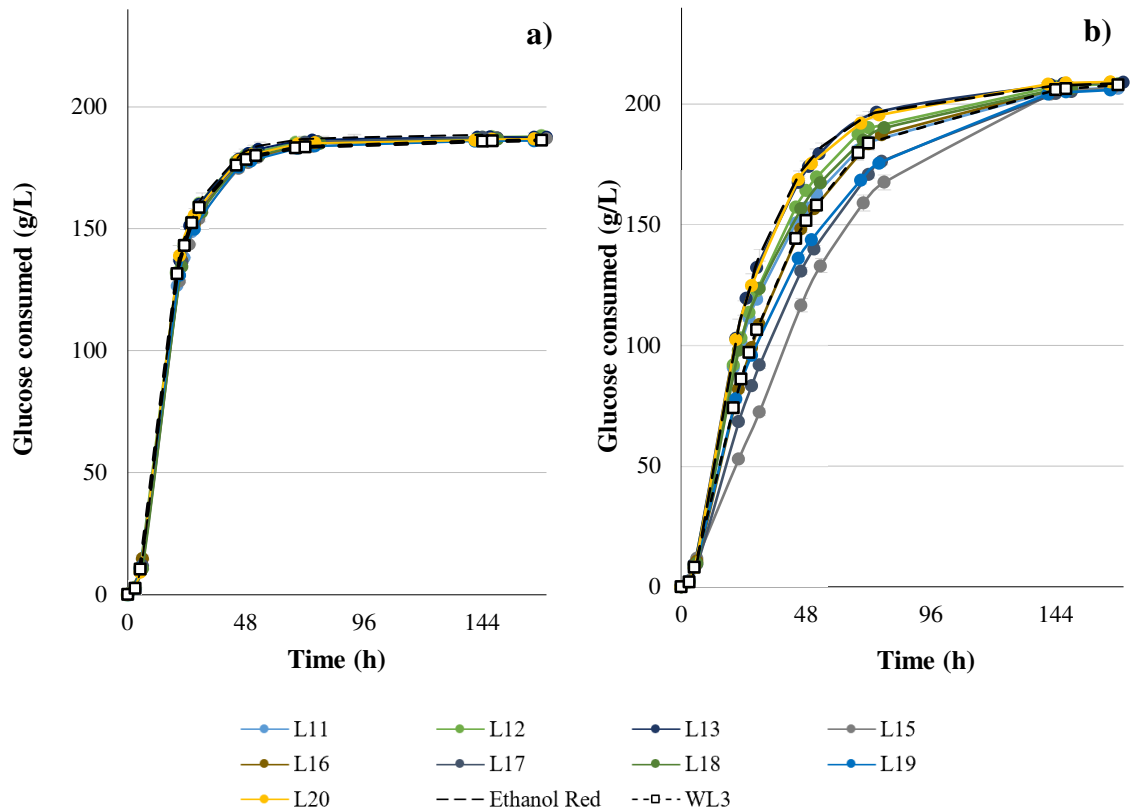 a)
200
150
100
50
0
0 48 96 144
Glucose consumed (g/L)
Time (h)
b)
200
150
100
50
0
0 48 96 144
Glucose consumed (g/L)
Time (h)
L11 L12 L13 L15
L16 L17 L18 L19
L20 Ethanol Red WL3